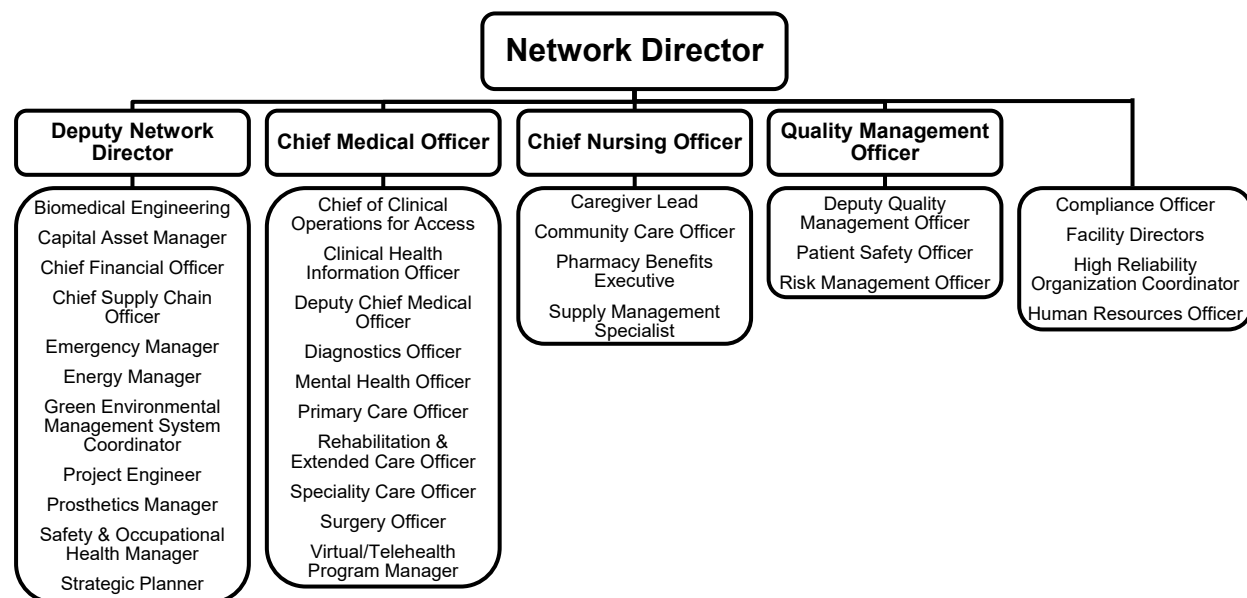 Network Director
Deputy Network
Director
Chief Medical Officer
Chief Nursing Officer
Quality Management
Officer
Biomedical Engineering
Capital Asset Manager
Chief Financial Officer
Chief Supply Chain
Officer
Emergency Manager
Energy Manager
Green Environmental
Management System
Coordinator
Project Engineer
Prosthetics Manager
Safety & Occupational
Health Manager
Strategic Planner
Chief of Clinical
Operations for Access
Clinical Health
Information Officer
Deputy Chief Medical
Officer
Diagnostics Officer
Mental Health Officer
Primary Care Officer
Rehabilitation &
Extended Care Officer
Speciality Care Officer
Surgery Officer
Virtual/Telehealth
Program Manager
Caregiver Lead
Community Care Officer
Pharmacy Benefits
Executive
Supply Management
Specialist
Deputy Quality
Management Officer
Patient Safety Officer
Risk Management Officer
Compliance Officer
Facility Directors
High Reliability
Organization Coordinator
Human Resources Officer